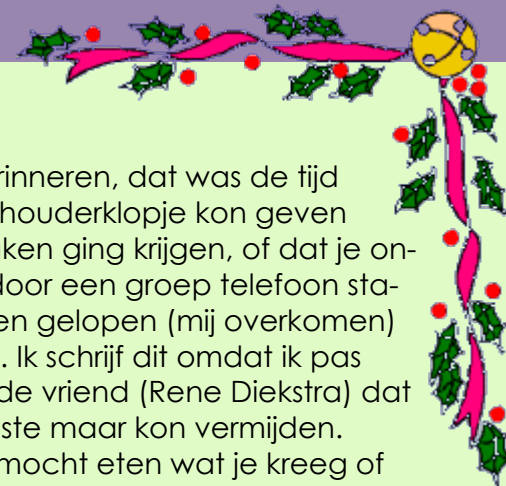 rinneren, dat was de tijd
houderklopje kon geven
ken ging krijgen, of dat je on-
door een groep telefoon sta-
en gelopen (mij overkomen)
. Ik schrijf dit omdat ik pas
de vriend (Rene Diekstra) dat
ste maar kon vermijden.
mocht eten wat je kreeg of